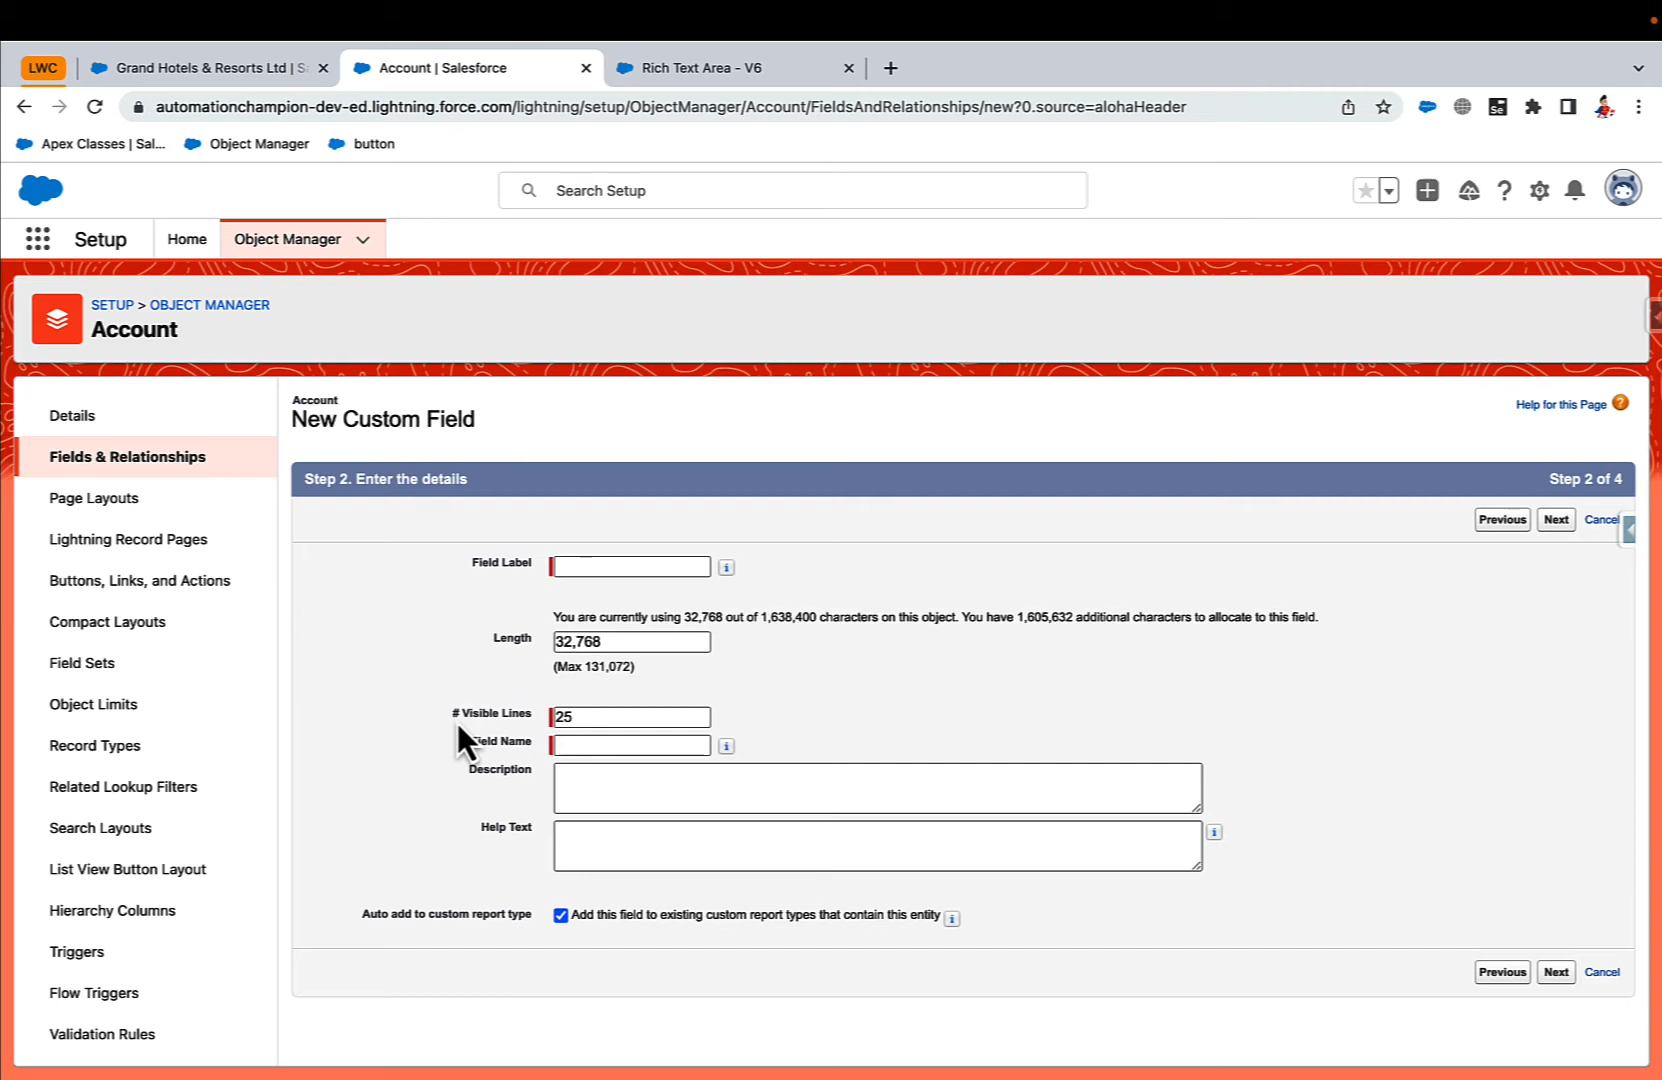 LWC
Grand Hotels & Resorts Ltd | S
Account | Salesforce
Rich Text Area - V6
automationchampion-dev-ed.lightning.force.com/lightning/setup/ObjectManager/Account/FieldsAndRelationships/new?0.source=alohaHeader
Apex Classes | Sal...
Object Manager
button
Search Setup
Setup
Home
Object Manager
SETUP > OBJECT MANAGER
Account
Details
Fields & Relationships
Page Layouts
Lightning Record Pages
Buttons, Links, and Actions
Compact Layouts
Field Sets
Object Limits
Record Types
Related Lookup Filters
Search Layouts
List View Button Layout
Hierarchy Columns
Triggers
Flow Triggers
Validation Rules
Account
New Custom Field
Help for this Page
Step 2. Enter the details
Step 2 of 4
Previous
Next
Cancel
Field Label
You are currently using 32,768 out of 1,638,400 characters on this object. You have 1,605,632 additional characters to allocate to this field.
Length
32,768
(Max 131,072)
# Visible Lines
25
Field Name
Description
Help Text
Auto add to custom report type
Add this field to existing custom report types that contain this entity
Previous
Next
Cancel